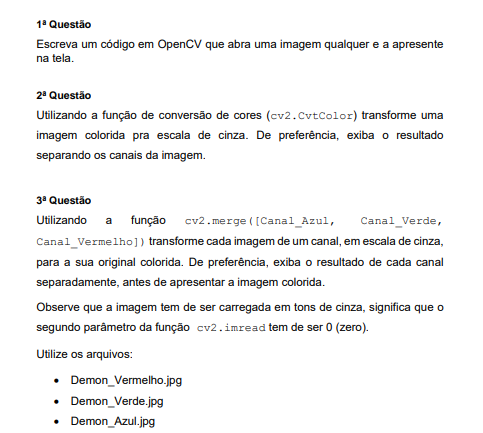 1ª Questão
Escreva um código em OpenCV que abra uma imagem qualquer e a apresente
na tela.
2ª Questão
Utilizando a função de conversão de cores (cv2.CvtColor) transforme uma
imagem colorida pra escala de cinza. De preferência, exiba o resultado
separando os canais da imagem.
3ª Questão
Utilizando a função cv2.merge([Canal_Azul, Canal_Verde,
Canal_Vermelho]) transforme cada imagem de um canal, em escala de cinza,
para a sua original colorida. De preferência, exiba o resultado de cada canal
separadamente, antes de apresentar a imagem colorida.
Observe que a imagem tem de ser carregada em tons de cinza, significa que o
segundo parâmetro da função cv2.imread tem de ser 0 (zero).
Utilize os arquivos:
• Demon_Vermelho.jpg
• Demon_Verde.jpg
• Demon_Azul.jpg